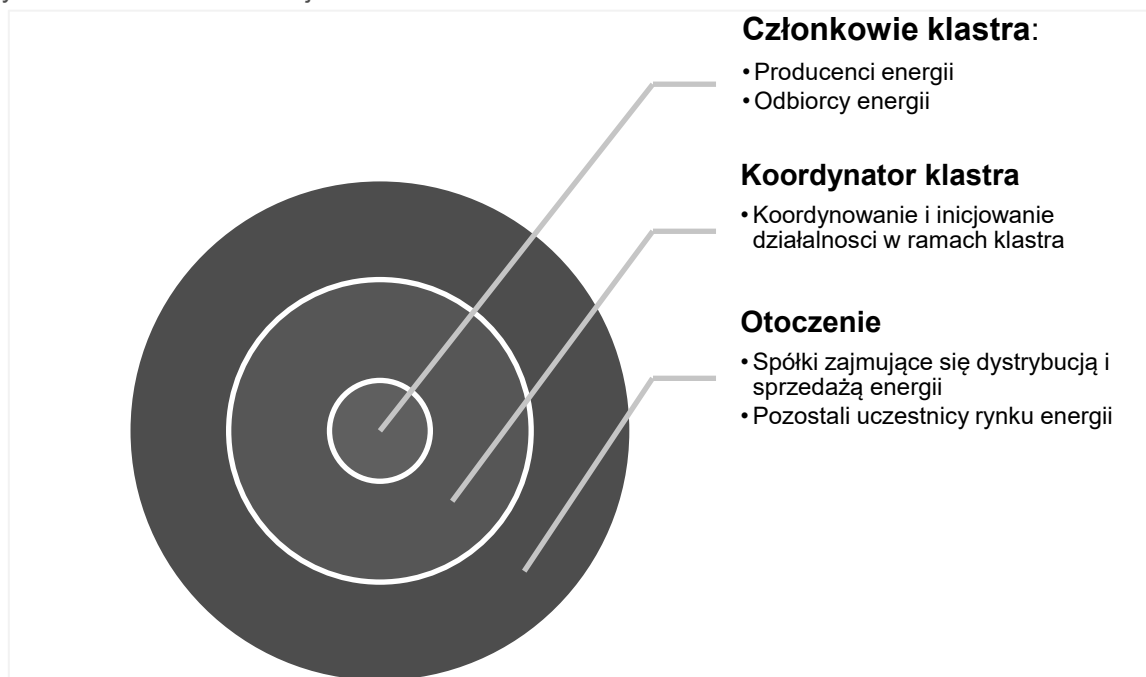 Członkowie klastra:
• Producenci energii
• Odbiorcy energii
Koordynator klastra
• Koordynowanie i inicjowanie
działalnosci w ramach klastra
Otoczenie
• Spółki zajmujące się dystrybucją i
sprzedażą energii
• Pozostali uczestnicy rynku energii